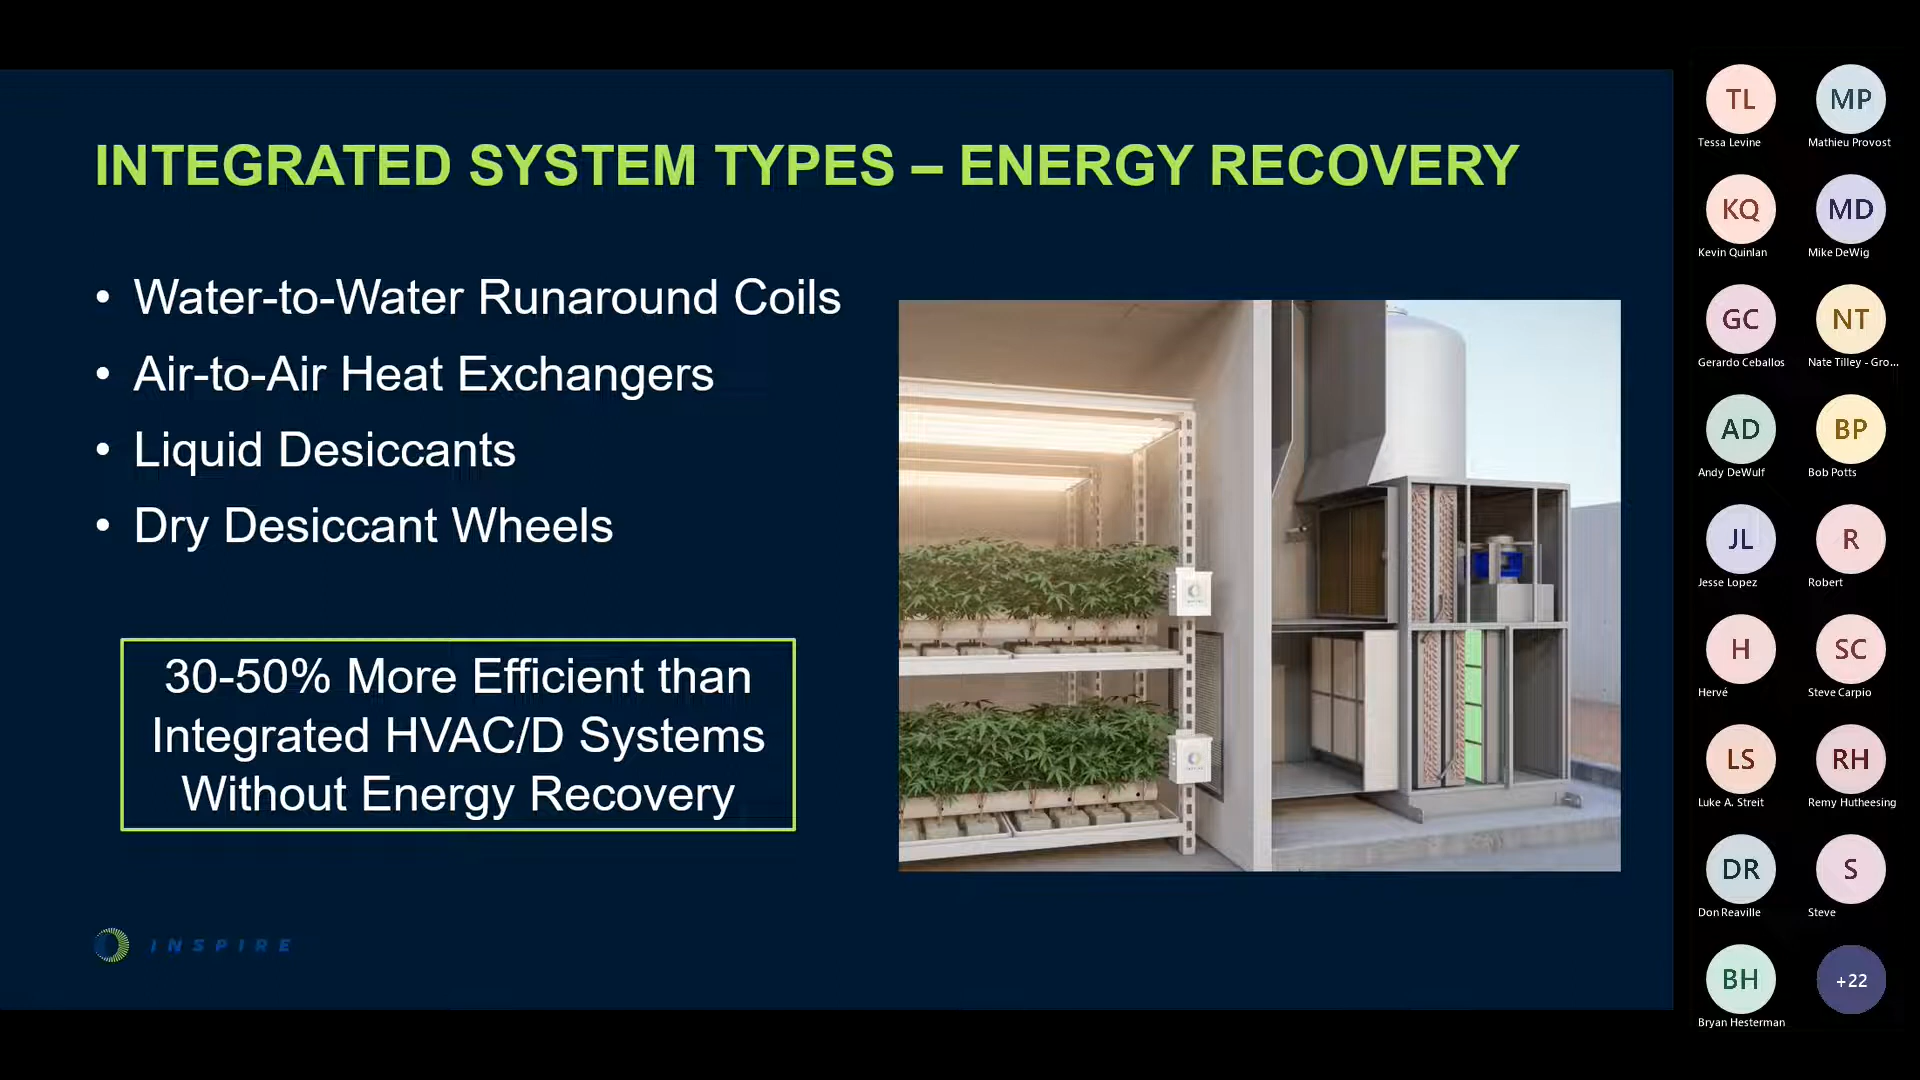 INTEGRATED SYSTEM TYPES – ENERGY RECOVERY
• Water-to-Water Runaround Coils
• Air-to-Air Heat Exchangers
• Liquid Desiccants
• Dry Desiccant Wheels
30-50% More Efficient than
Integrated HVAC/D Systems
Without Energy Recovery
INSPIRE
TL
Tessa Levine
MP
Mathieu Provost
KQ
Kevin Quinlan
MD
Mike DeWig
GC
Gerardo Ceballos
NT
Nate Tilley - Gro...
AD
Andy DeWulf
BP
Bob Potts
JL
Jesse Lopez
R
Robert
H
Hervé
SC
Steve Carpio
LS
Luke A. Streit
RH
Remy Hutheesing
DR
Don Reaville
S
Steve
BH
Bryan Hesterman
+22